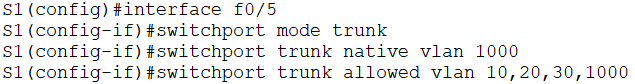 S1(config)#interface f0/5
S1(config-if)#switchport mode trunk
S1(config-if)#switchport trunk native vlan 1000
S1(config-if)#switchport trunk allowed vlan 10,20,30,1000